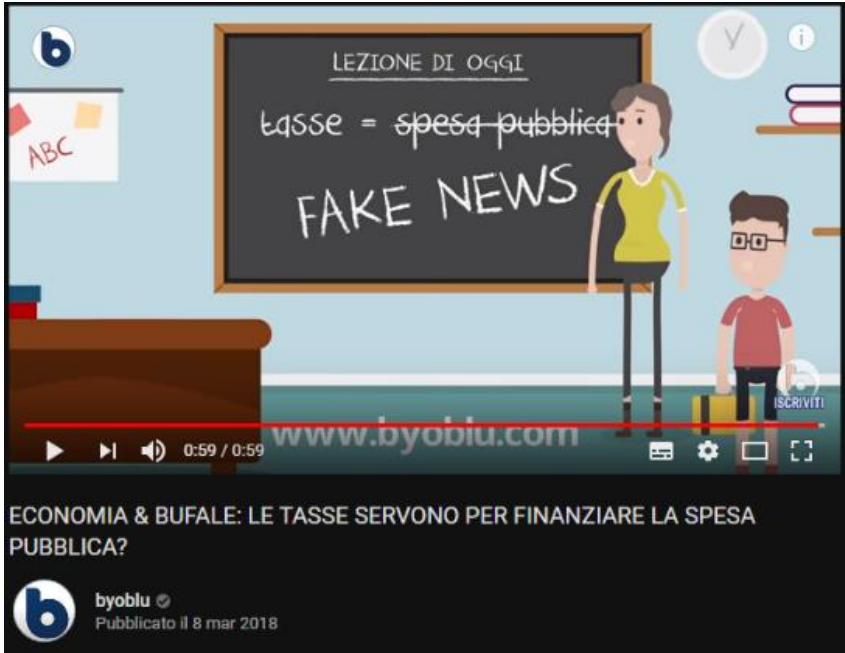 b
LEZIONE DI OGGI
tasse = spesa pubblica
FAKE NEWS
ABC
b
ISCRIVITI
www.byoblu.com
0:59 / 0:59
ECONOMIA & BUFALE: LE TASSE SERVONO PER FINANZIARE LA SPESA
PUBBLICA?
b
byoblu
Pubblicato il 8 mar 2018